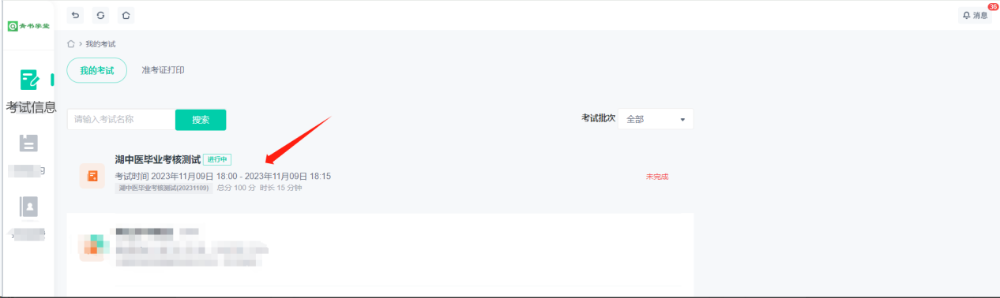 36
青书学堂
消息
> 我的考试
我的考试
准考证打印
考试信息
请输入考试名称
搜索
考试批次
全部
湖中医毕业考核测试 进行中
考试时间 2023年11月09日 18:00 - 2023年11月09日 18:15
未完成
湖中医毕业考核测试(20231109) 总分 100 分 时长 15 分钟